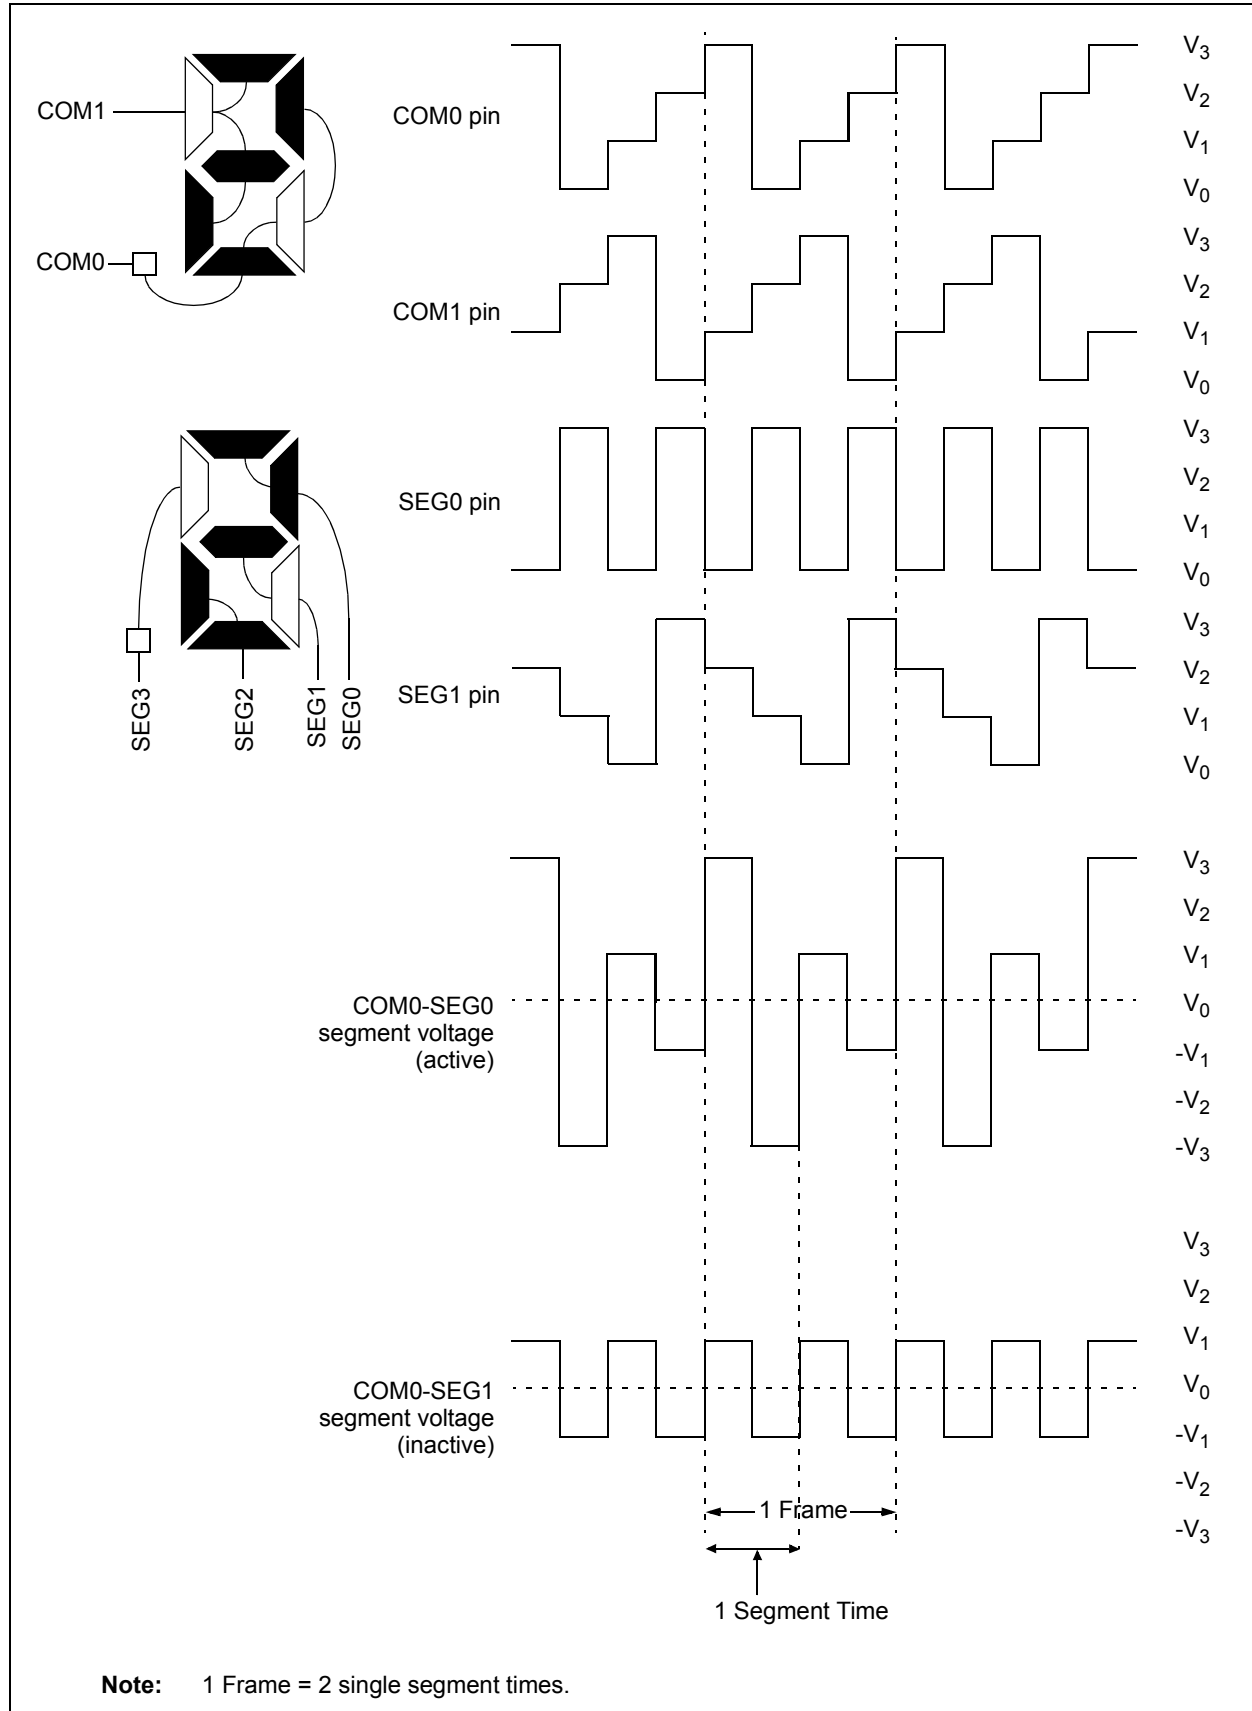 COM1
COM0
SEG3
SEG2
SEG1
SEG0
COM0 pin
V3
V2
V1
V0
COM1 pin
V3
V2
V1
V0
SEG0 pin
V3
V2
V1
V0
SEG1 pin
V3
V2
V1
V0
COM0-SEG0
segment voltage
(active)
V3
V2
V1
V0
-V1
-V2
-V3
COM0-SEG1
segment voltage
(inactive)
V3
V2
V1
V0
-V1
-V2
-V3
1 Frame
1 Segment Time
Note: 1 Frame = 2 single segment times.